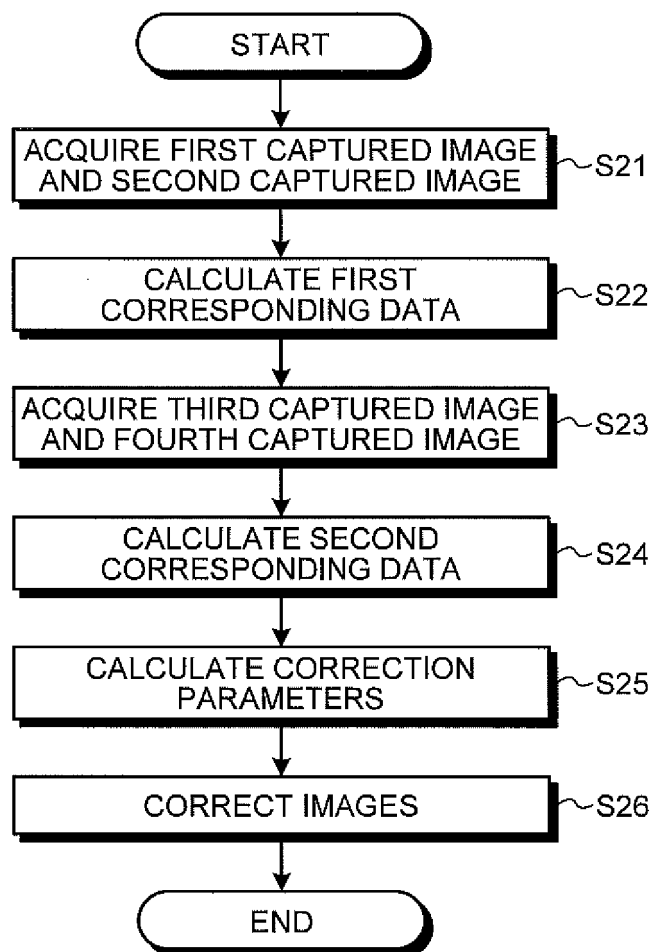 START
ACQUIRE FIRST CAPTURED IMAGE
AND SECOND CAPTURED IMAGE
S21
CALCULATE FIRST
CORRESPONDING DATA
S22
ACQUIRE THIRD CAPTURED IMAGE
AND FOURTH CAPTURED IMAGE
S23
CALCULATE SECOND
CORRESPONDING DATA
S24
CALCULATE CORRECTION
PARAMETERS
S25
CORRECT IMAGES
S26
END